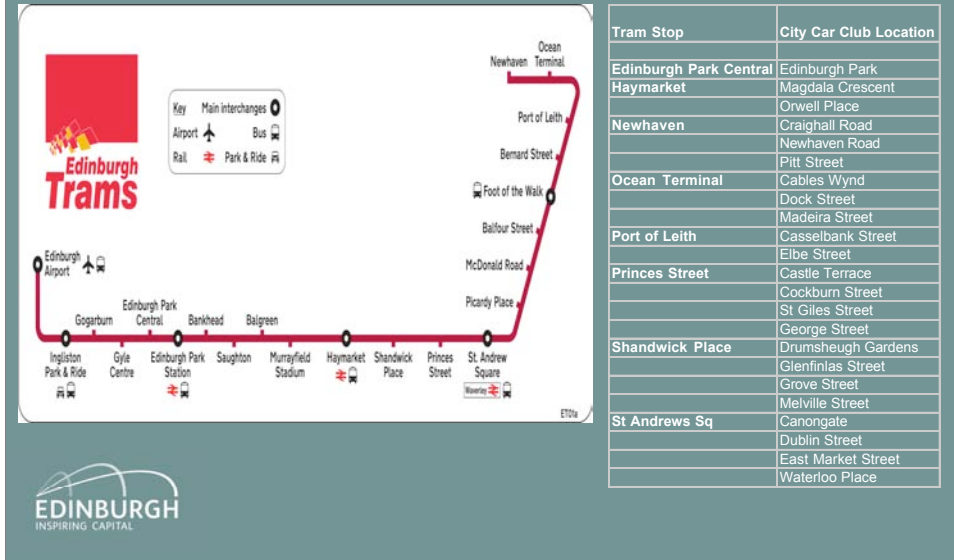 Edinburgh
Trams
Key Main interchanges
Airport Bus
Rail Park & Ride
Newhaven
Ocean
Terminal
Port of Leith
Bernard Street
Foot of the Walk
Balfour Street
McDonald Road
Picardy Place
Edinburgh
Airport
Gogarburn
Edinburgh Park
Central
Bankhead
Balgreen
Ingliston
Park & Ride
Gyle
Centre
Edinburgh Park
Station
Saughton
Murrayfield
Stadium
Haymarket
Shandwick
Place
Princes
Street
St. Andrew
Square
Waverley
ET01a
EDINBURGH
INSPIRING CAPITAL
Tram Stop City Car Club Location
Edinburgh Park Central Edinburgh Park
Haymarket Magdala Crescent
Orwell Place
Newhaven Craighall Road
Newhaven Road
Pitt Street
Ocean Terminal Cables Wynd
Dock Street
Madeira Street
Port of Leith Casselbank Street
Elbe Street
Princes Street Castle Terrace
Cockburn Street
St Giles Street
George Street
Shandwick Place Drumsheugh Gardens
Glenfinlas Street
Grove Street
Melville Street
St Andrews Sq Canongate
Dublin Street
East Market Street
Waterloo Place